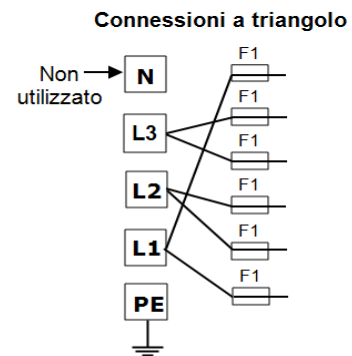 Connessioni a triangolo
F1
Non
utilizzato
N
F1
L3
F1
L2
F1
F1
L1
F1
PE